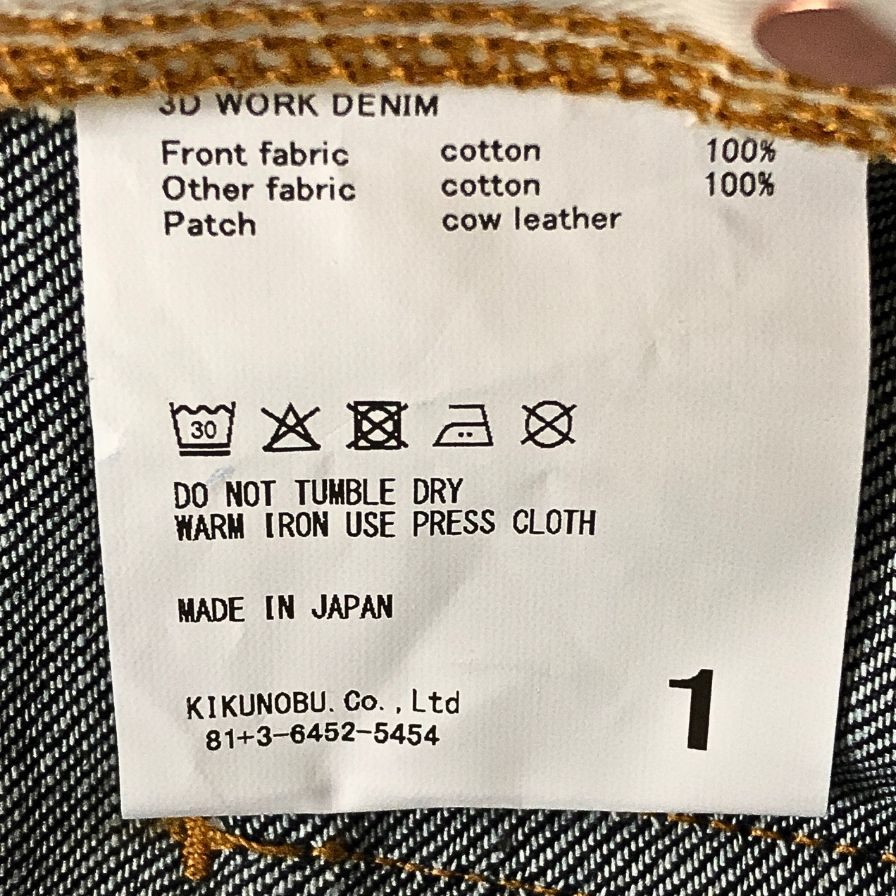 3D WORK DENIM
Front fabric cotton 100%
Other fabric cotton 100%
Patch cow leather
30
DO NOT TUMBLE DRY
WARM IRON USE PRESS CLOTH
MADE IN JAPAN
KIKUNOBU.Co.,Ltd
81+3-6452-5454
1